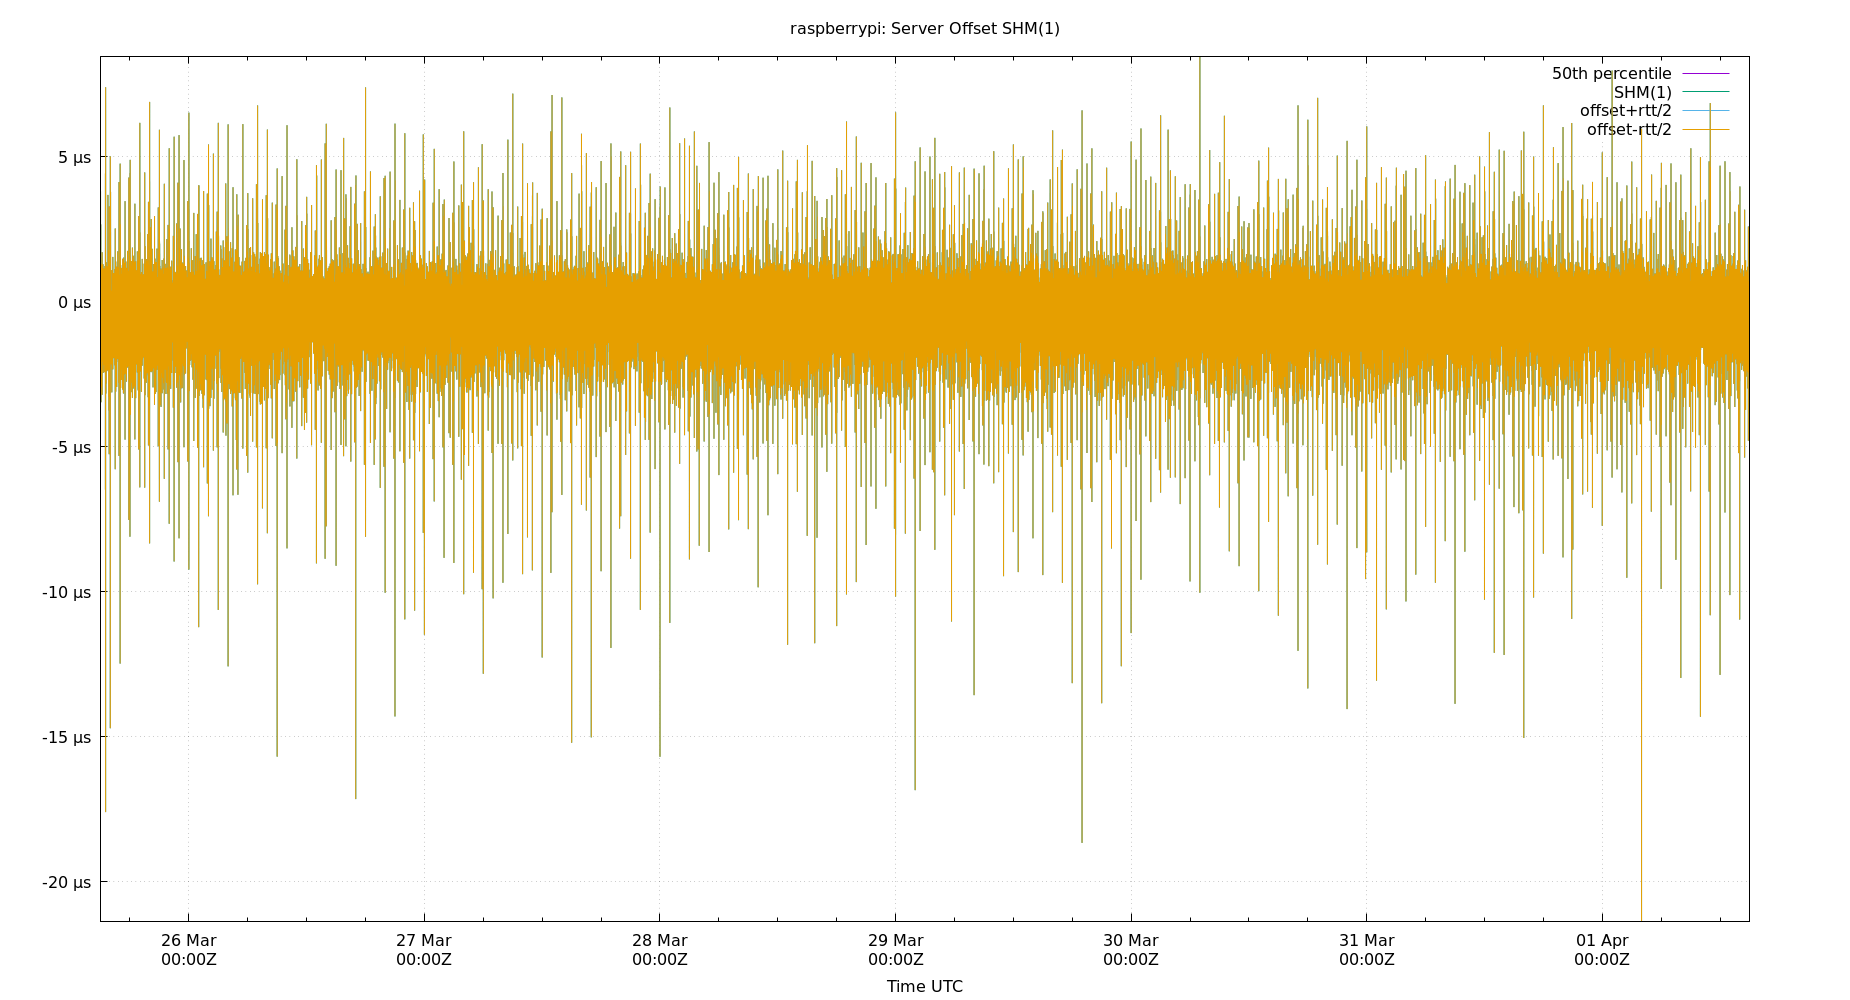 raspberrypi: Server Offset SHM(1)
50th percentile
SHM(1)
offset+rtt/2
offset-rtt/2
5 µs
0 µs
-5 µs
-10 µs
-15 µs
-20 µs
26 Mar 27 Mar 28 Mar 29 Mar 30 Mar 31 Mar 01 Apr
00:00Z 00:00Z 00:00Z 00:00Z 00:00Z 00:00Z 00:00Z
Time UTC